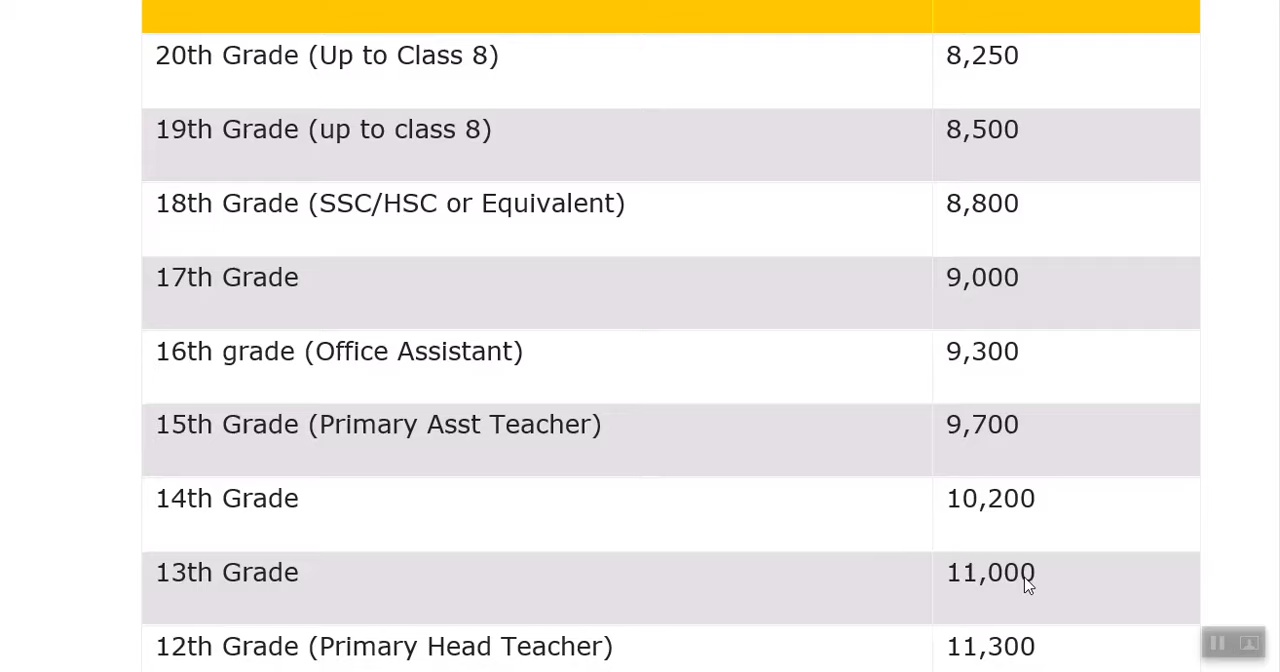 20th Grade (Up to Class 8) 8,250
19th Grade (up to class 8) 8,500
18th Grade (SSC/HSC or Equivalent) 8,800
17th Grade 9,000
16th grade (Office Assistant) 9,300
15th Grade (Primary Asst Teacher) 9,700
14th Grade 10,200
13th Grade 11,000
12th Grade (Primary Head Teacher) 11,300